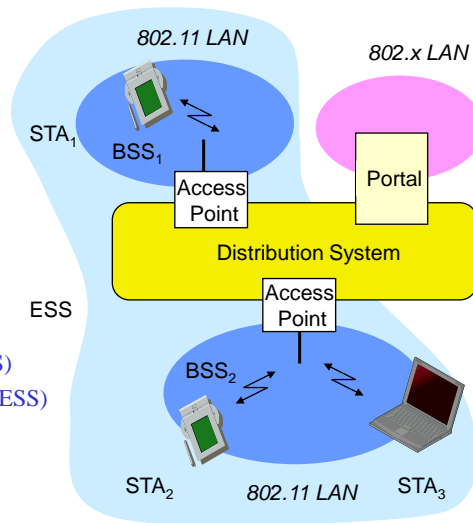 802.11 LAN
802.x LAN
STA1
BSS1
Access
Point
Portal
Distribution System
Access
Point
ESS
S)
ESS)
BSS2
STA2
802.11 LAN
STA3